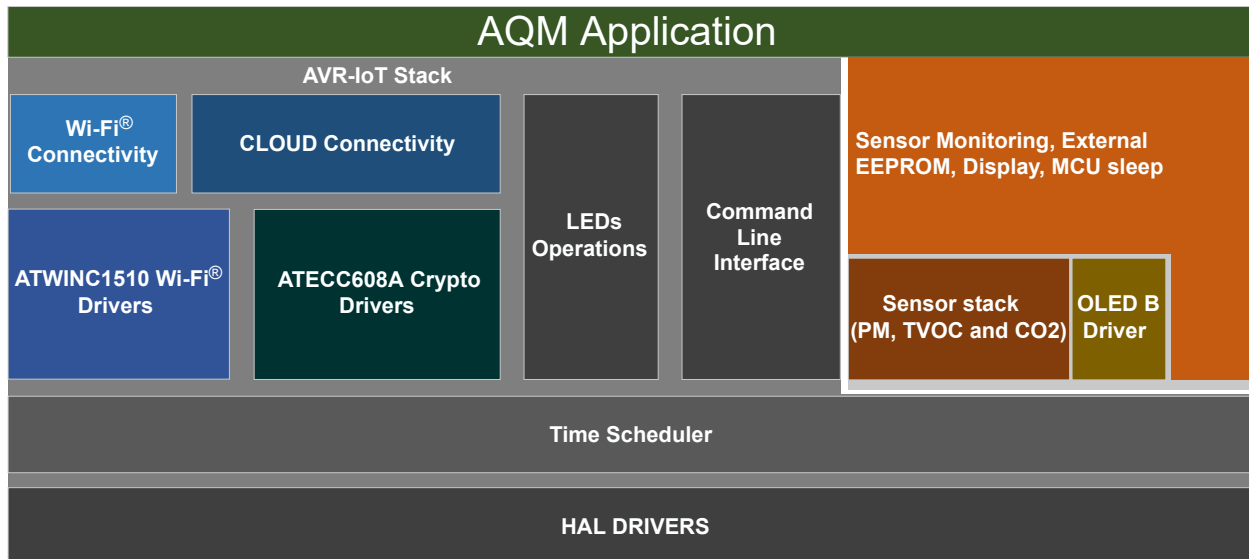 AQM Application
AVR-IoT Stack
Wi-Fi®
Connectivity
CLOUD Connectivity
LEDs
Operations
Command
Line
Interface
Sensor Monitoring, External
EEPROM, Display, MCU sleep
ATWINC1510 Wi-Fi®
Drivers
ATECC608A Crypto
Drivers
Sensor stack
(PM, TVOC and CO2)
OLED B
Driver
Time Scheduler
HAL DRIVERS